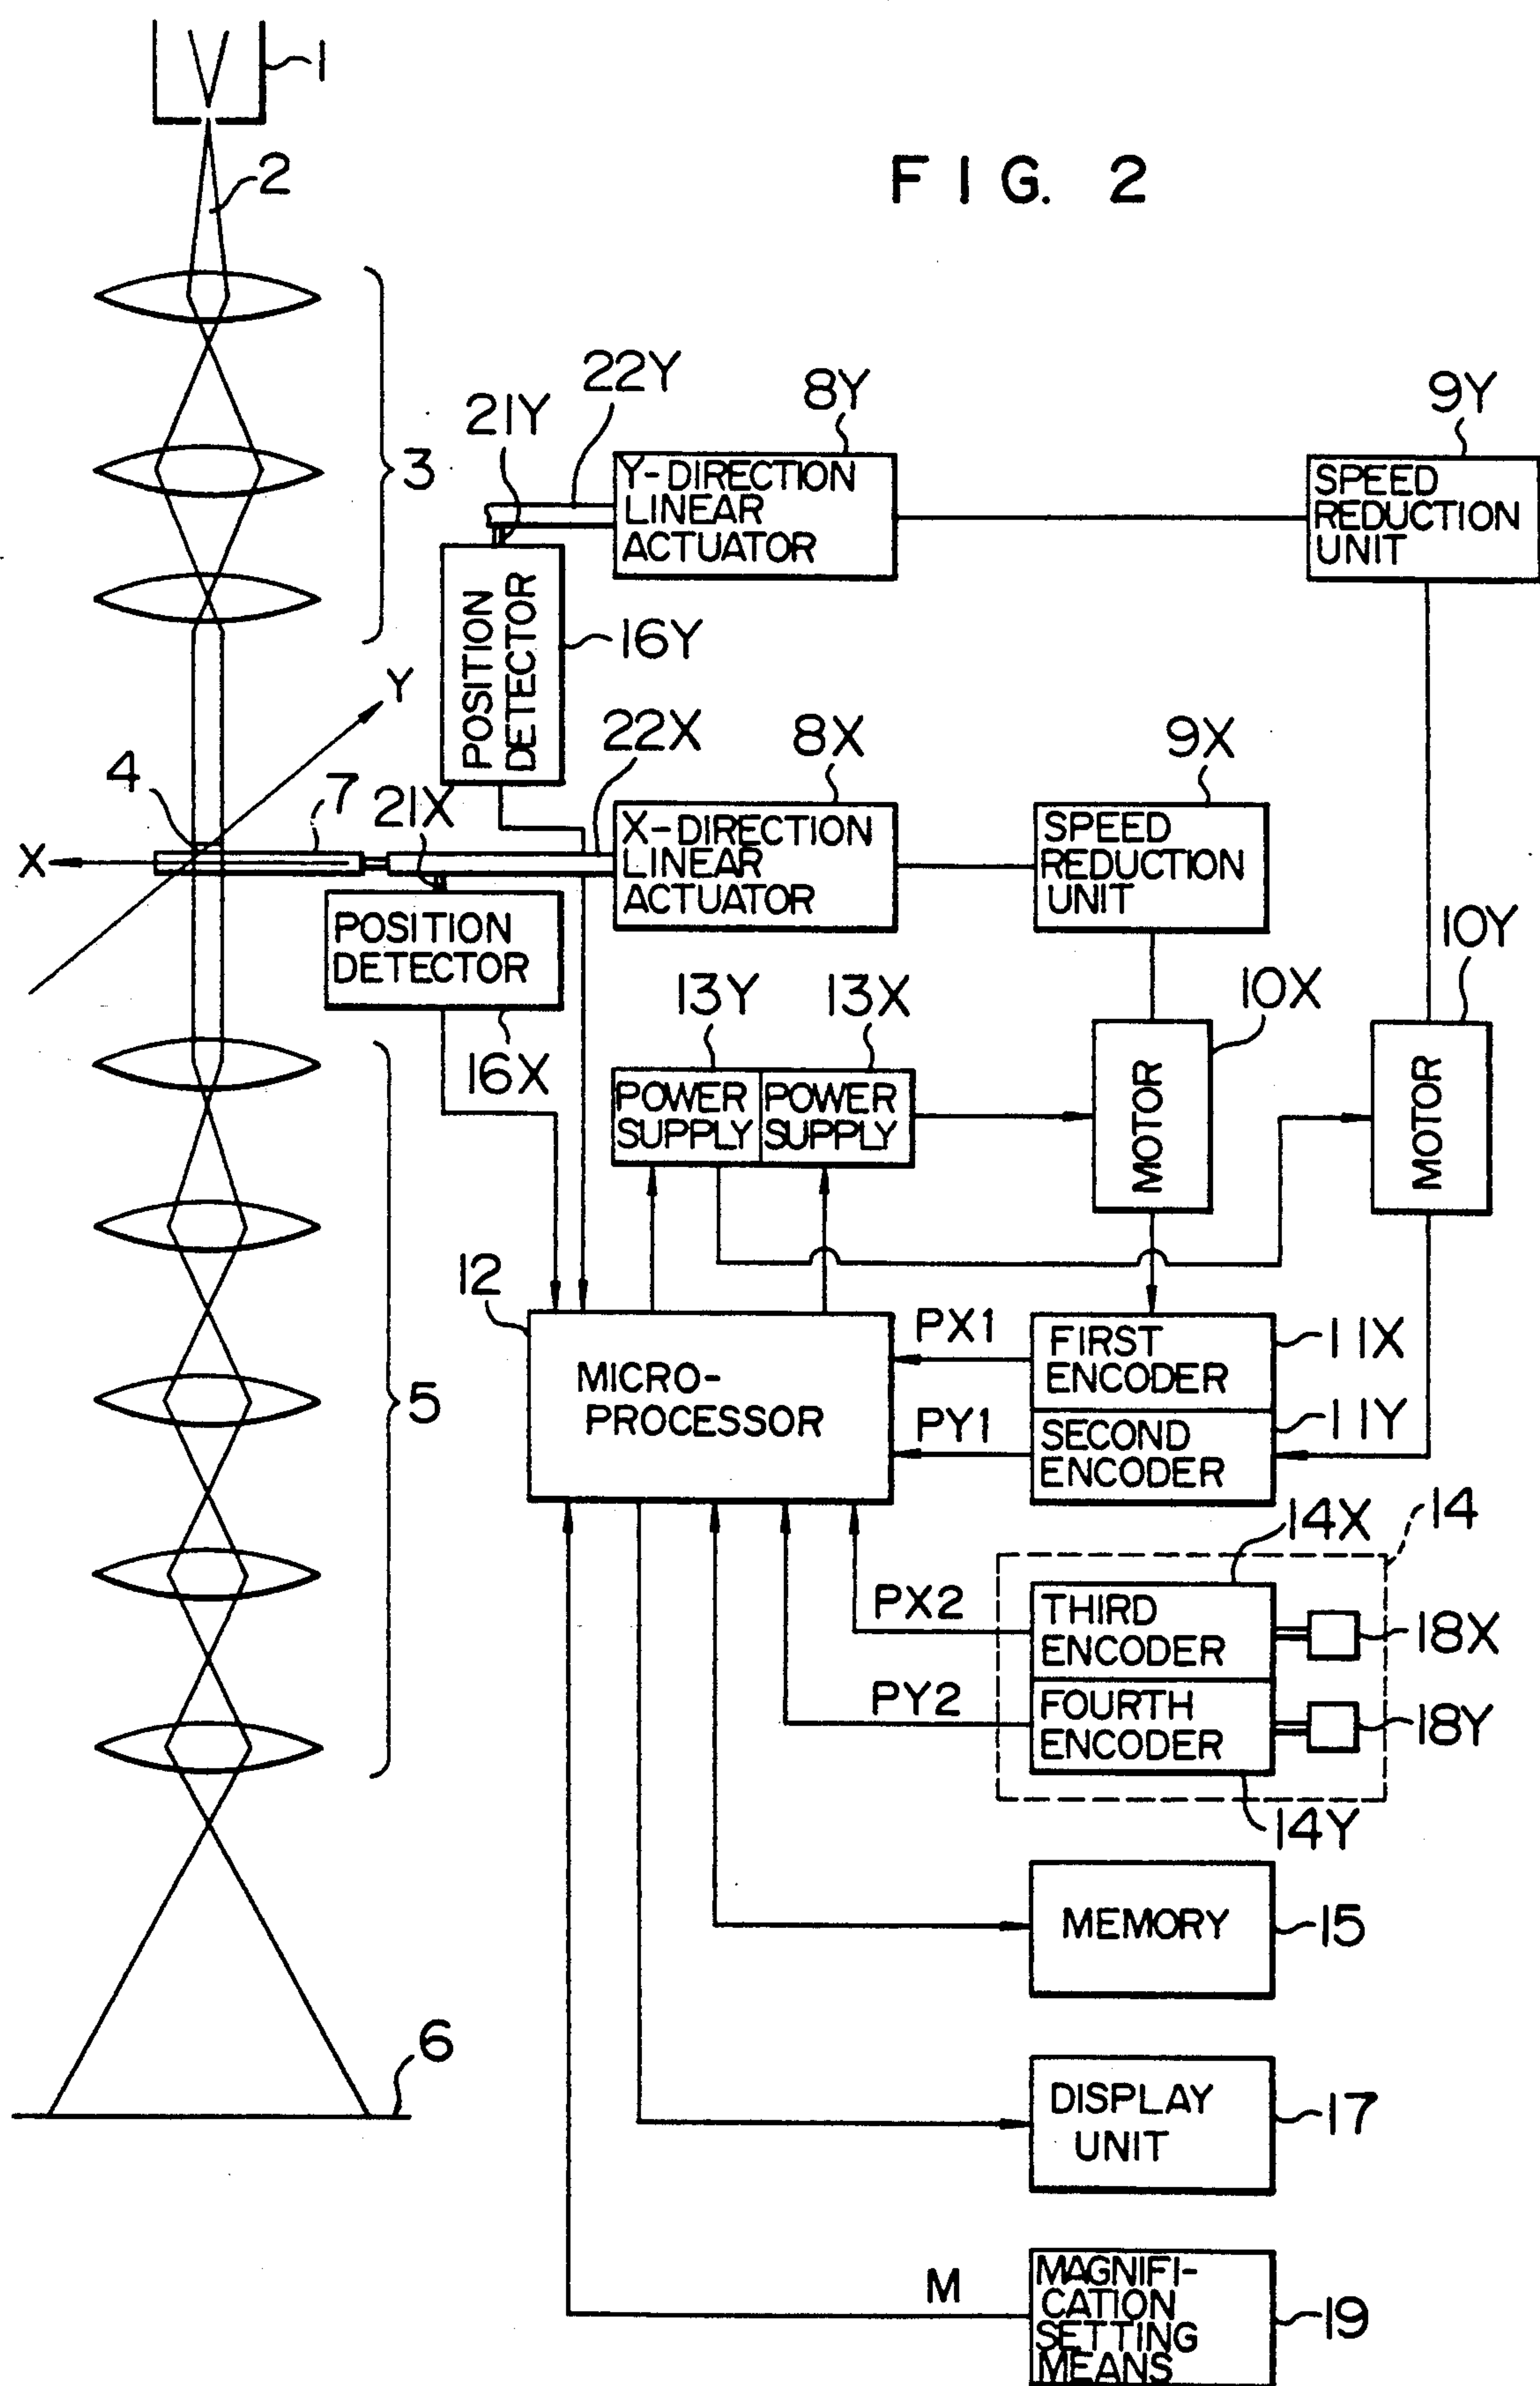 1
FIG. 2
2
3
22Y
8Y
9Y
21Y
Y-DIRECTION
LINEAR
ACTUATOR
SPEED
REDUCTION
UNIT
POSITION
DETECTOR
16Y
Y
22X
8X
9X
4
7
21X
X
X-DIRECTION
LINEAR
ACTUATOR
SPEED
REDUCTION
UNIT
POSITION
DETECTOR
16X
13Y
13X
10X
10Y
POWER
SUPPLY
POWER
SUPPLY
MOTOR
MOTOR
12
MICRO-
PROCESSOR
PX1
FIRST
ENCODER
11X
5
PY1
SECOND
ENCODER
11Y
14X
14
PX2
THIRD
ENCODER
18X
PY2
FOURTH
ENCODER
18Y
14Y
MEMORY
15
6
DISPLAY
UNIT
17
M
MAGNIFI-
CATION
SETTING
MEANS
19